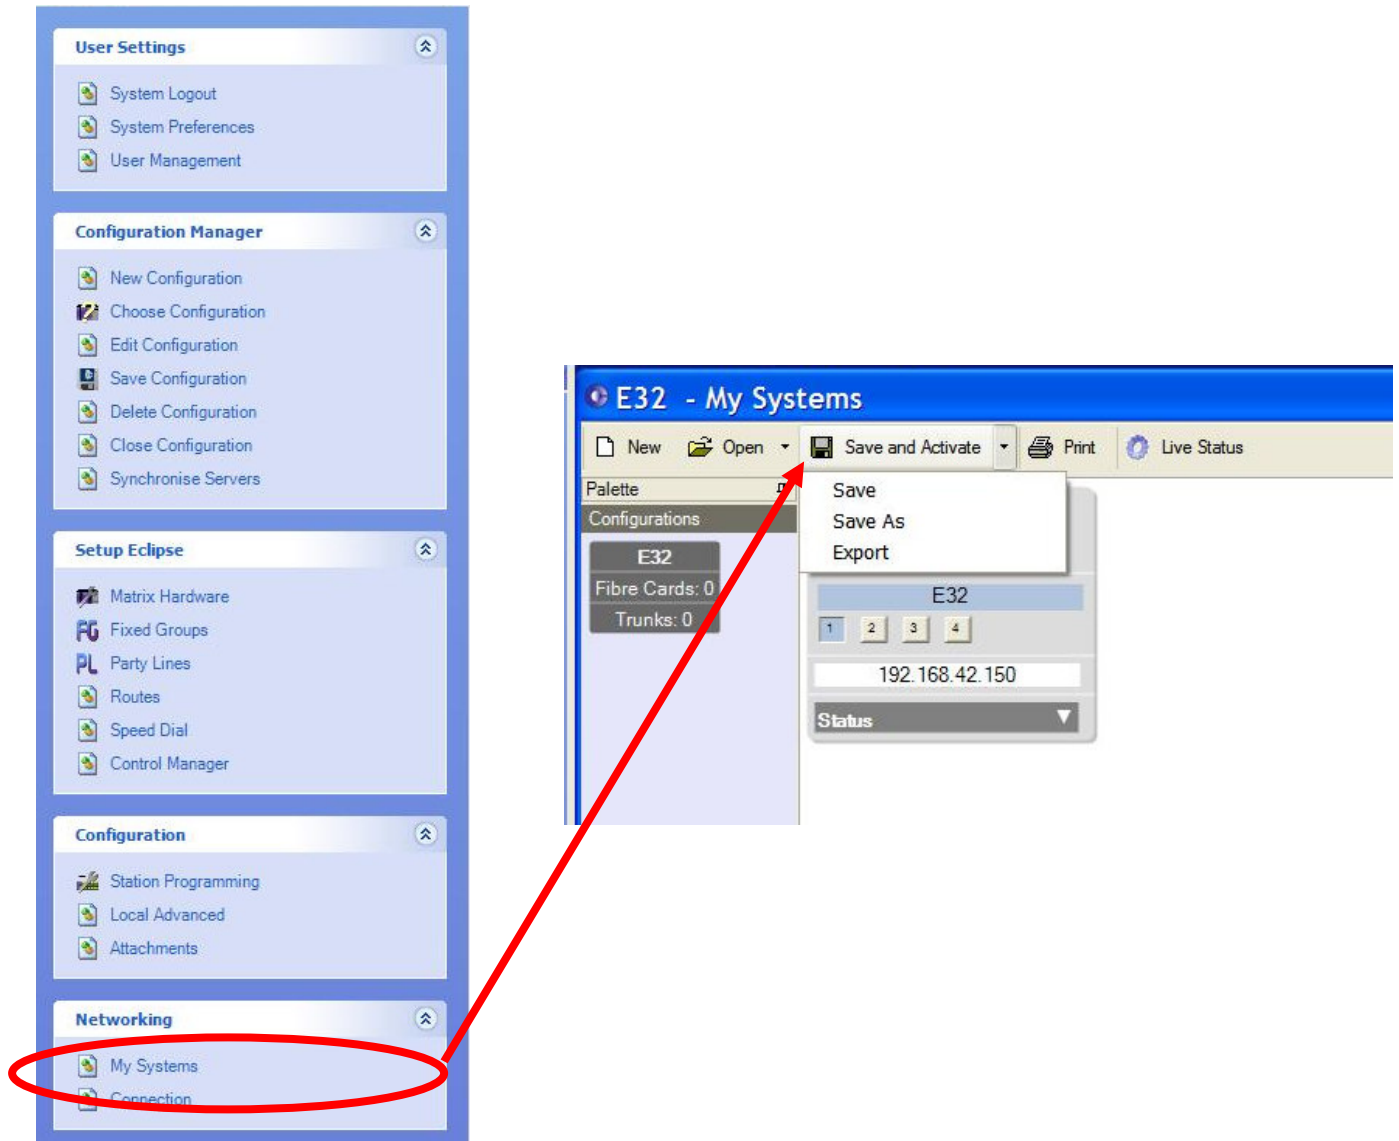 User Settings
System Logout
System Preferences
User Management
Configuration Manager
New Configuration
Choose Configuration
Edit Configuration
Save Configuration
Delete Configuration
Close Configuration
Synchronise Servers
Setup Eclipse
Matrix Hardware
FG Fixed Groups
PL Party Lines
Routes
Speed Dial
Control Manager
Configuration
Station Programming
Local Advanced
Attachments
Networking
My Systems
Connection
E32 - My Systems
New Open Save and Activate Print Live Status
Palette
Configurations
E32
Fibre Cards: 0
Trunks: 0
Save
Save As
Export
E32
1 2 3 4
192.168.42.150
Status